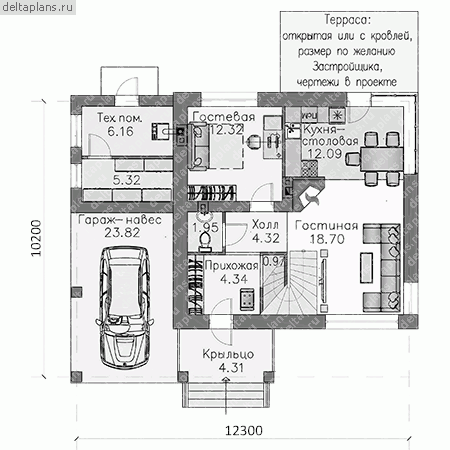 deltaplans.ru
Терраса:
открытая или с кровлей,
размер по желанию
Застройщика,
чертежи в проекте
Тех.пом.
6.16
Гостевая
12.32
Кухня-
столовая
12.09
5.32
Гараж-навес
23.82
1.95
Холл
4.32
Гостиная
18.70
Прихожая
4.34
0.97
Крыльцо
4.31
10200
12300